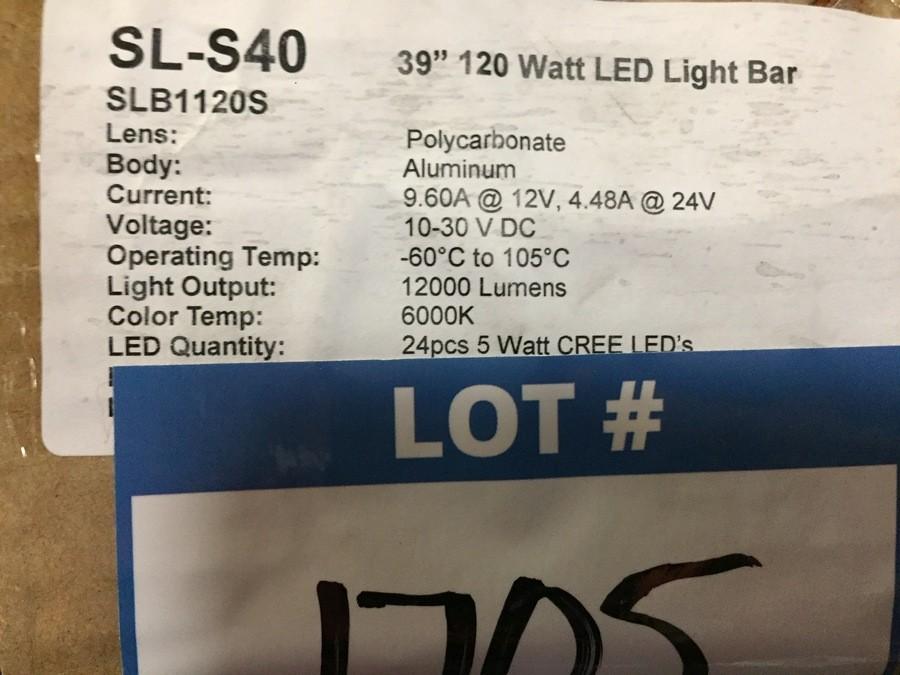 SL-S40 39” 120 Watt LED Light Bar
SLB1120S
Lens: Polycarbonate
Body: Aluminum
Current: 9.60A @ 12V, 4.48A @ 24V
Voltage: 10-30 V DC
Operating Temp: -60°C to 105°C
Light Output: 12000 Lumens
Color Temp: 6000K
LED Quantity: 24pcs 5 Watt CREE LED’s
LOT #
1705